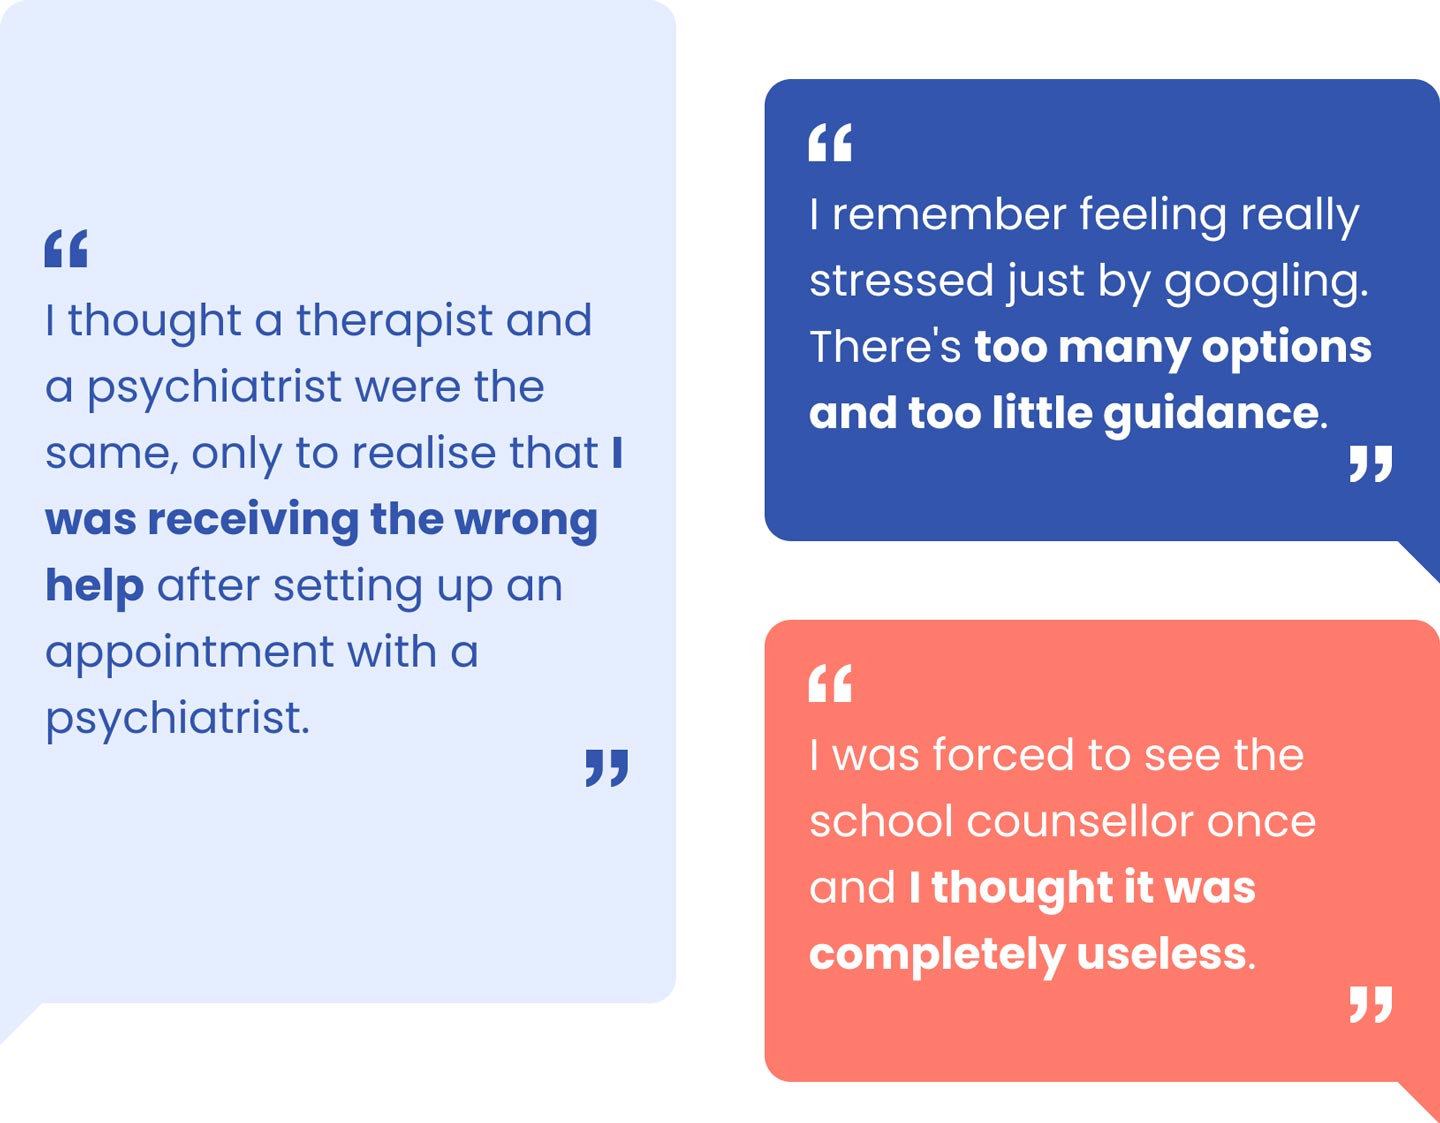 “
I thought a therapist and
a psychiatrist were the
same, only to realise that I
was receiving the wrong
help after setting up an
appointment with a
psychiatrist.
”
“
I remember feeling really
stressed just by googling.
There's too many options
and too little guidance.
”
“
I was forced to see the
school counsellor once
and I thought it was
completely useless.
”